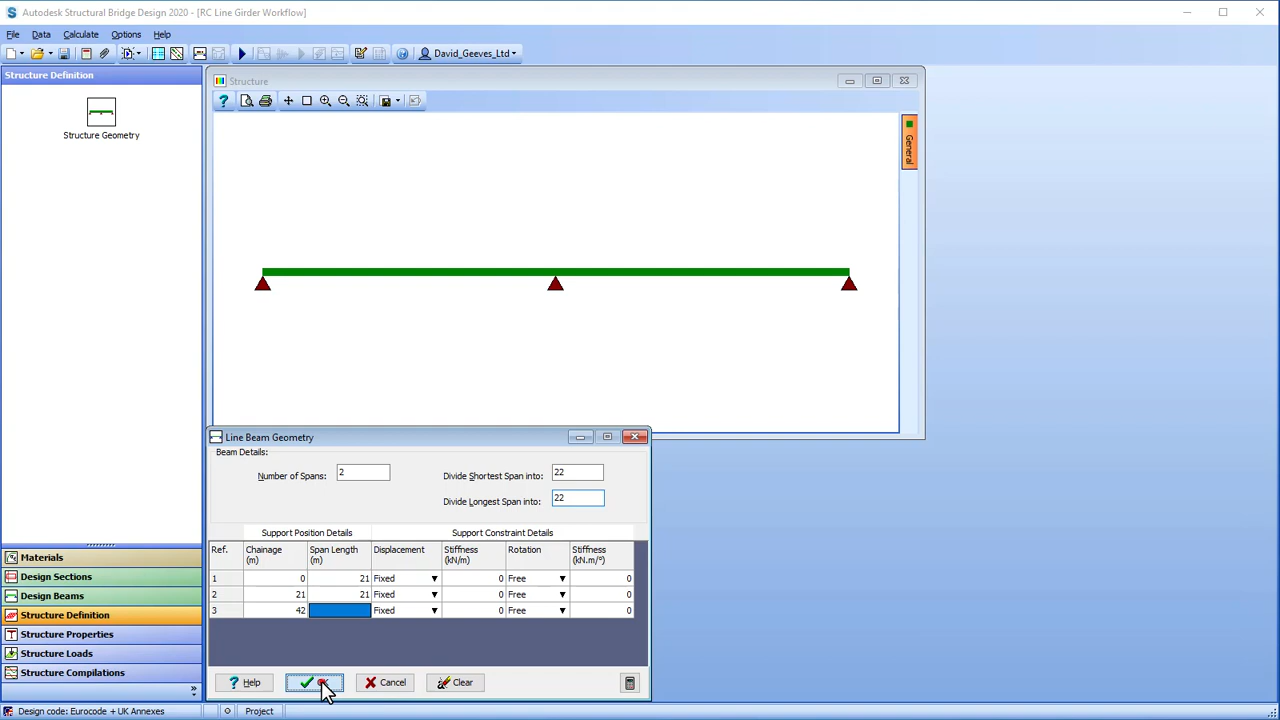 Autodesk Structural Bridge Design 2020 - [RC Line Girder Workflow]
File Data Calculate Options Help
David_Geeves_Ltd
Structure Definition
Structure Geometry
Structure
General
Line Beam Geometry
Beam Details:
Number of Spans: 2 Divide Shortest Span into: 22
Divide Longest Span into: 22
Support Position Details Support Constraint Details
Ref. Chainage (m) Span Length (m) Displacement Stiffness (kN/m) Rotation Stiffness (kN.m/°)
1 0 21 Fixed 0 Free 0
2 21 21 Fixed 0 Free 0
3 42 Fixed 0 Free 0
Help Cancel Clear
Materials
Design Sections
Design Beams
Structure Definition
Structure Properties
Structure Loads
Structure Compilations
Design code: Eurocode + UK Annexes Project